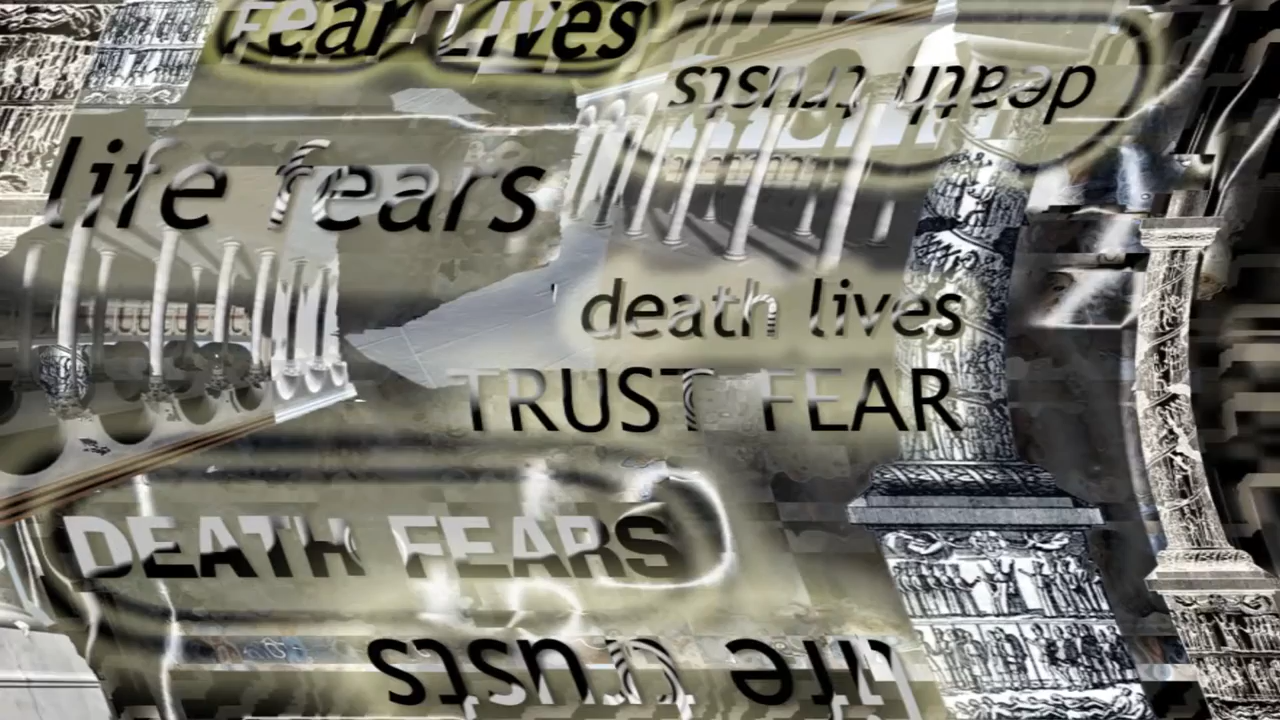 Fear Lives
death trusts
life fears
death lives
TRUST FEAR
DEATH FEARS
life trusts